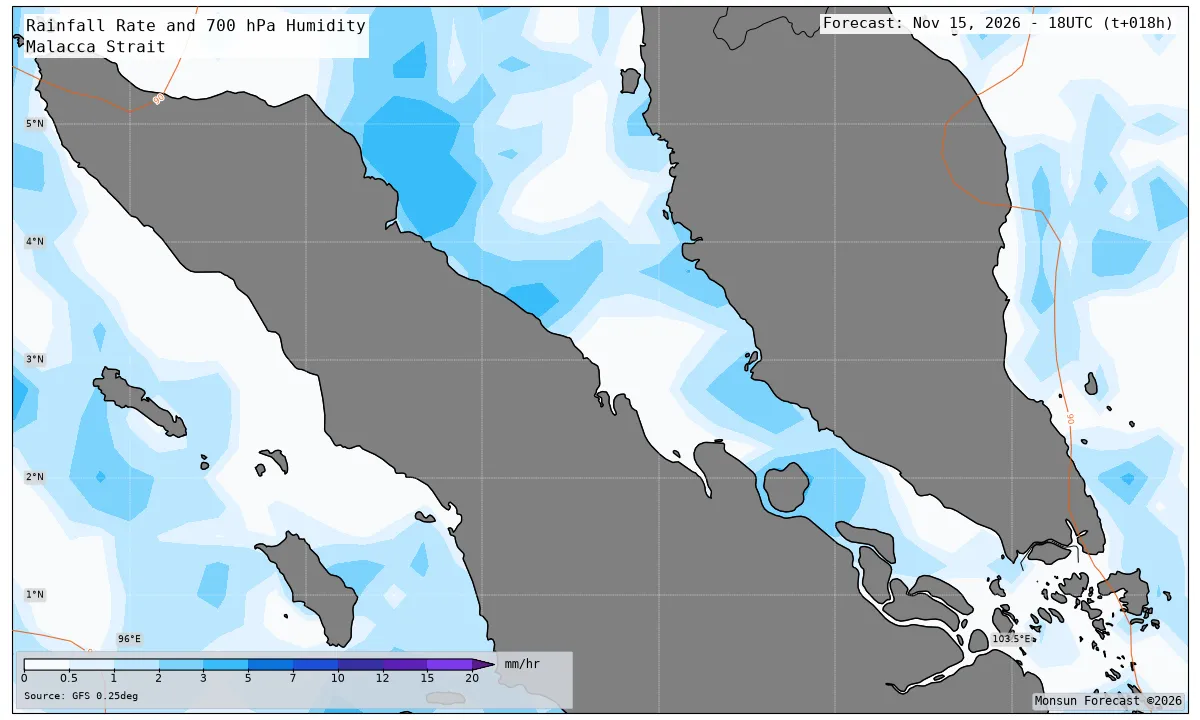 Rainfall Rate and 700 hPa Humidity
Malacca Strait
Forecast: Nov 15, 2026 - 18UTC (t+018h)
90
5°N
4°N
3°N
90
2°N
1°N
96°E
103.5°E
mm/hr
0 0.5 1 2 3 5 7 10 12 15 20
Source: GFS 0.25deg
Monsun Forecast ©2026